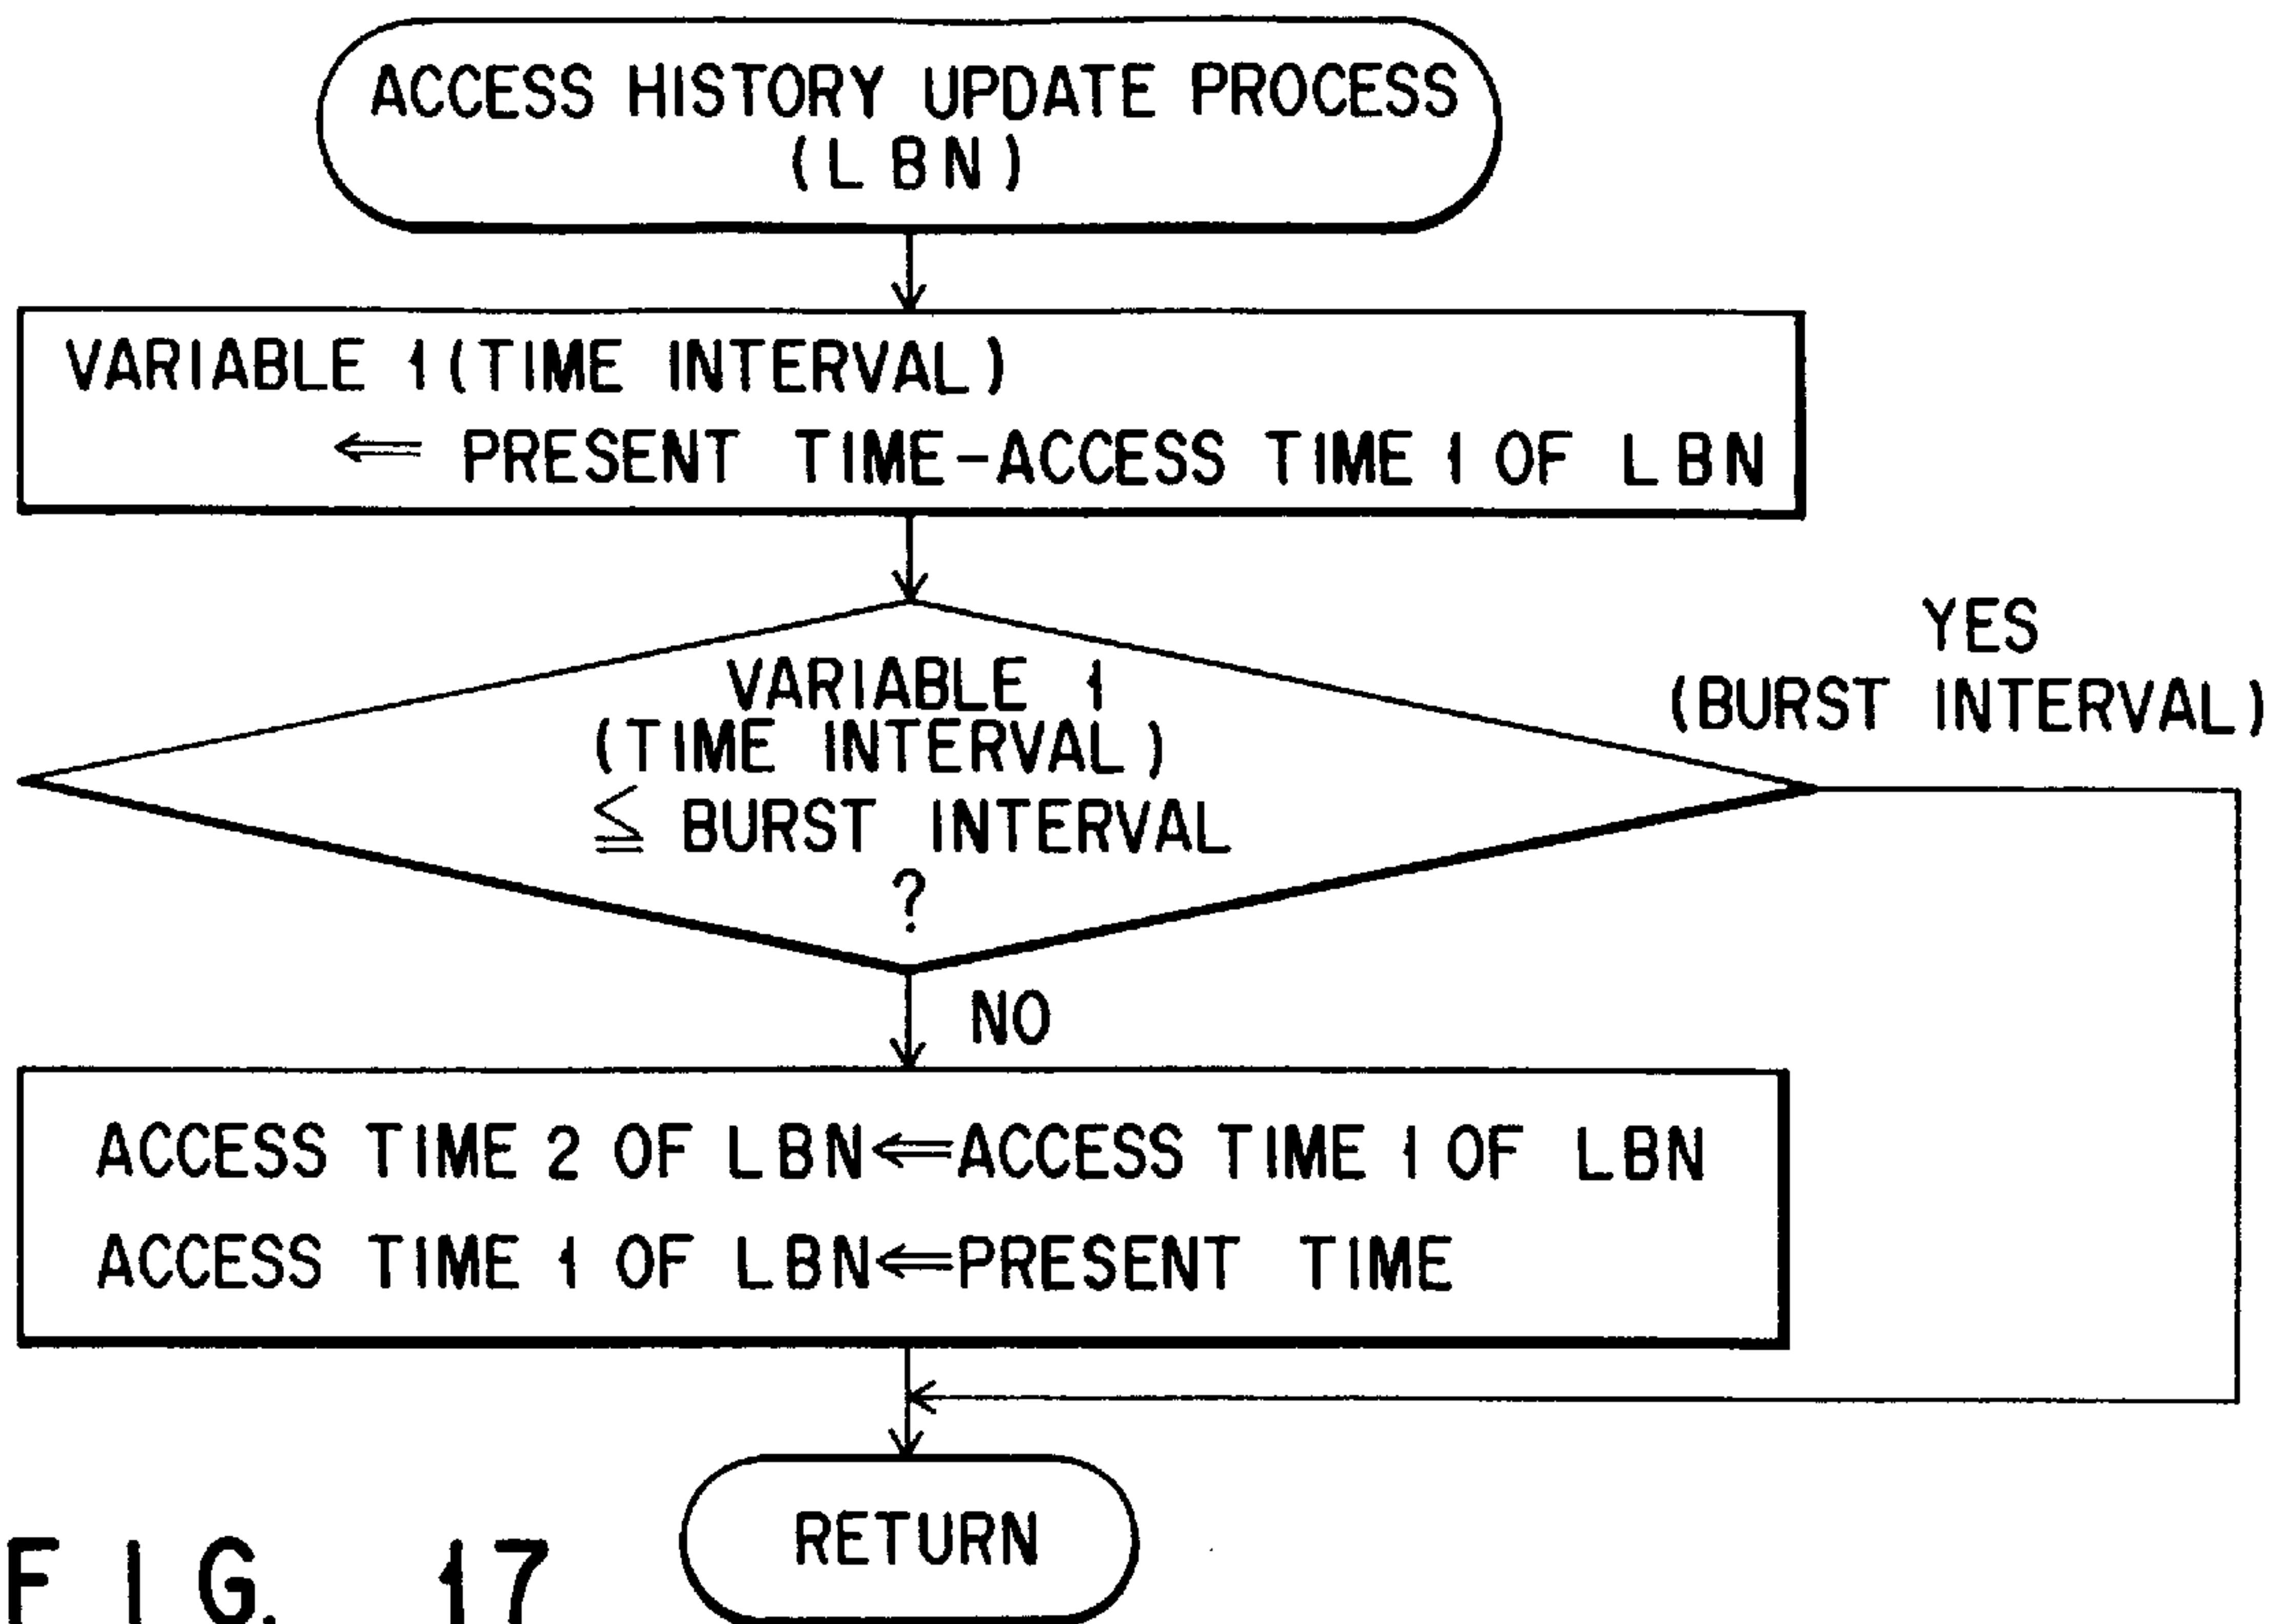 ACCESS HISTORY UPDATE PROCESS
(LBN)
VARIABLE 1 (TIME INTERVAL)
⇐ PRESENT TIME-ACCESS TIME 1 OF LBN
YES
(BURST INTERVAL)
VARIABLE 1
(TIME INTERVAL)
≦ BURST INTERVAL
?
NO
ACCESS TIME 2 OF LBN⇐ACCESS TIME 1 OF LBN
ACCESS TIME 1 OF LBN⇐PRESENT TIME
RETURN
FIG. 17